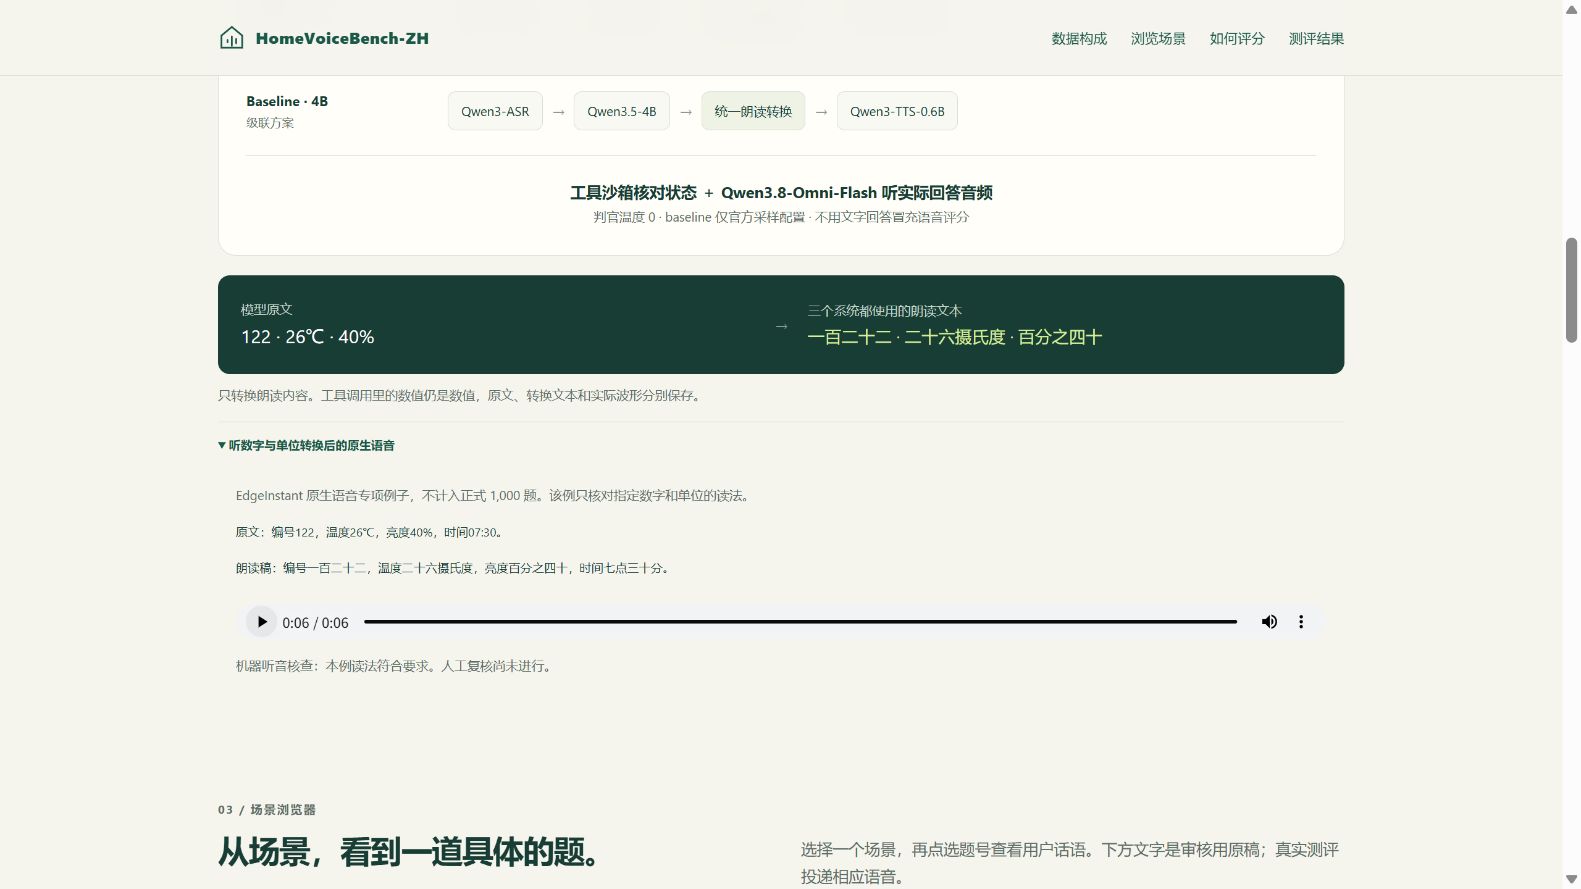 HomeVoiceBench-ZH
数据构成 浏览场景 如何评分 测评结果
Baseline · 4B
级联方案
Qwen3-ASR → Qwen3.5-4B → 统一朗读转换 → Qwen3-TTS-0.6B
工具沙箱核对状态 + Qwen3.8-Omni-Flash 听实际回答音频
判官温度 0 · baseline 仅官方采样配置 · 不用文字回答冒充语音评分
模型原文
122 · 26℃ · 40%
→
三个系统都使用的朗读文本
一百二十二 · 二十六摄氏度 · 百分之四十
只转换朗读内容。工具调用里的数值仍是数值，原文、转换文本和实际波形分别保存。
▼ 听数字与单位转换后的原生语音
EdgeInstant 原生语音专项例子，不计入正式 1,000 题。该例只核对指定数字和单位的读法。
原文：编号122，温度26℃，亮度40%，时间07:30。
朗读稿：编号一百二十二，温度二十六摄氏度，亮度百分之四十，时间七点三十分。
0:06 / 0:06
机器听音核查：本例读法符合要求。人工复核尚未进行。
03 / 场景浏览器
从场景，看到一道具体的题。
选择一个场景，再点选题号查看用户话语。下方文字是审核用原稿；真实测评
投递相应语音。